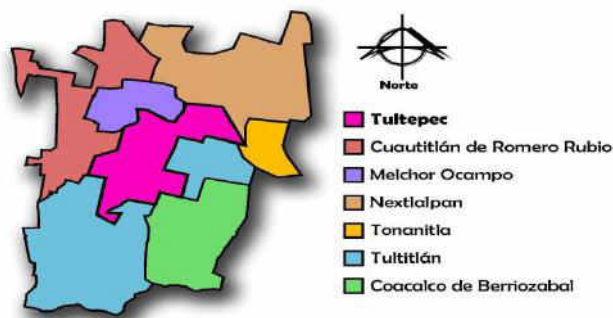 Norte
Tultepec
Cuautitlán de Romero Rubio
Melchor Ocampo
Nextlalpan
Tonanitla
Tultitlán
Coacalco de Berriozabal